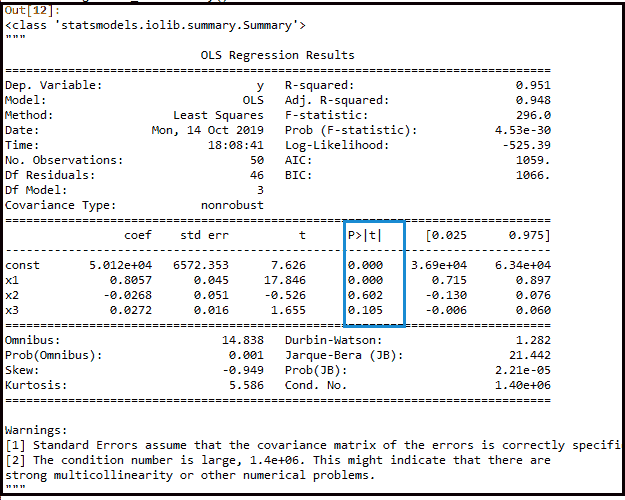 Out[12]:
<class 'statsmodels.iolib.summary.Summary'>
"""
OLS Regression Results
==============================================================================
Dep. Variable: y R-squared: 0.951
Model: OLS Adj. R-squared: 0.948
Method: Least Squares F-statistic: 296.0
Date: Mon, 14 Oct 2019 Prob (F-statistic): 4.53e-30
Time: 18:08:41 Log-Likelihood: -525.39
No. Observations: 50 AIC: 1059.
Df Residuals: 46 BIC: 1066.
Df Model: 3
Covariance Type: nonrobust
==============================================================================
coef std err t P>|t| [0.025 0.975]
------------------------------------------------------------------------------
const 5.012e+04 6572.353 7.626 0.000 3.69e+04 6.34e+04
x1 0.8057 0.045 17.846 0.000 0.715 0.897
x2 -0.0268 0.051 -0.526 0.602 -0.130 0.076
x3 0.0272 0.016 1.655 0.105 -0.006 0.060
==============================================================================
Omnibus: 14.838 Durbin-Watson: 1.282
Prob(Omnibus): 0.001 Jarque-Bera (JB): 21.442
Skew: -0.949 Prob(JB): 2.21e-05
Kurtosis: 5.586 Cond. No. 1.40e+06
==============================================================================
Warnings:
[1] Standard Errors assume that the covariance matrix of the errors is correctly specifi
[2] The condition number is large, 1.4e+06. This might indicate that there are
strong multicollinearity or other numerical problems.
"""